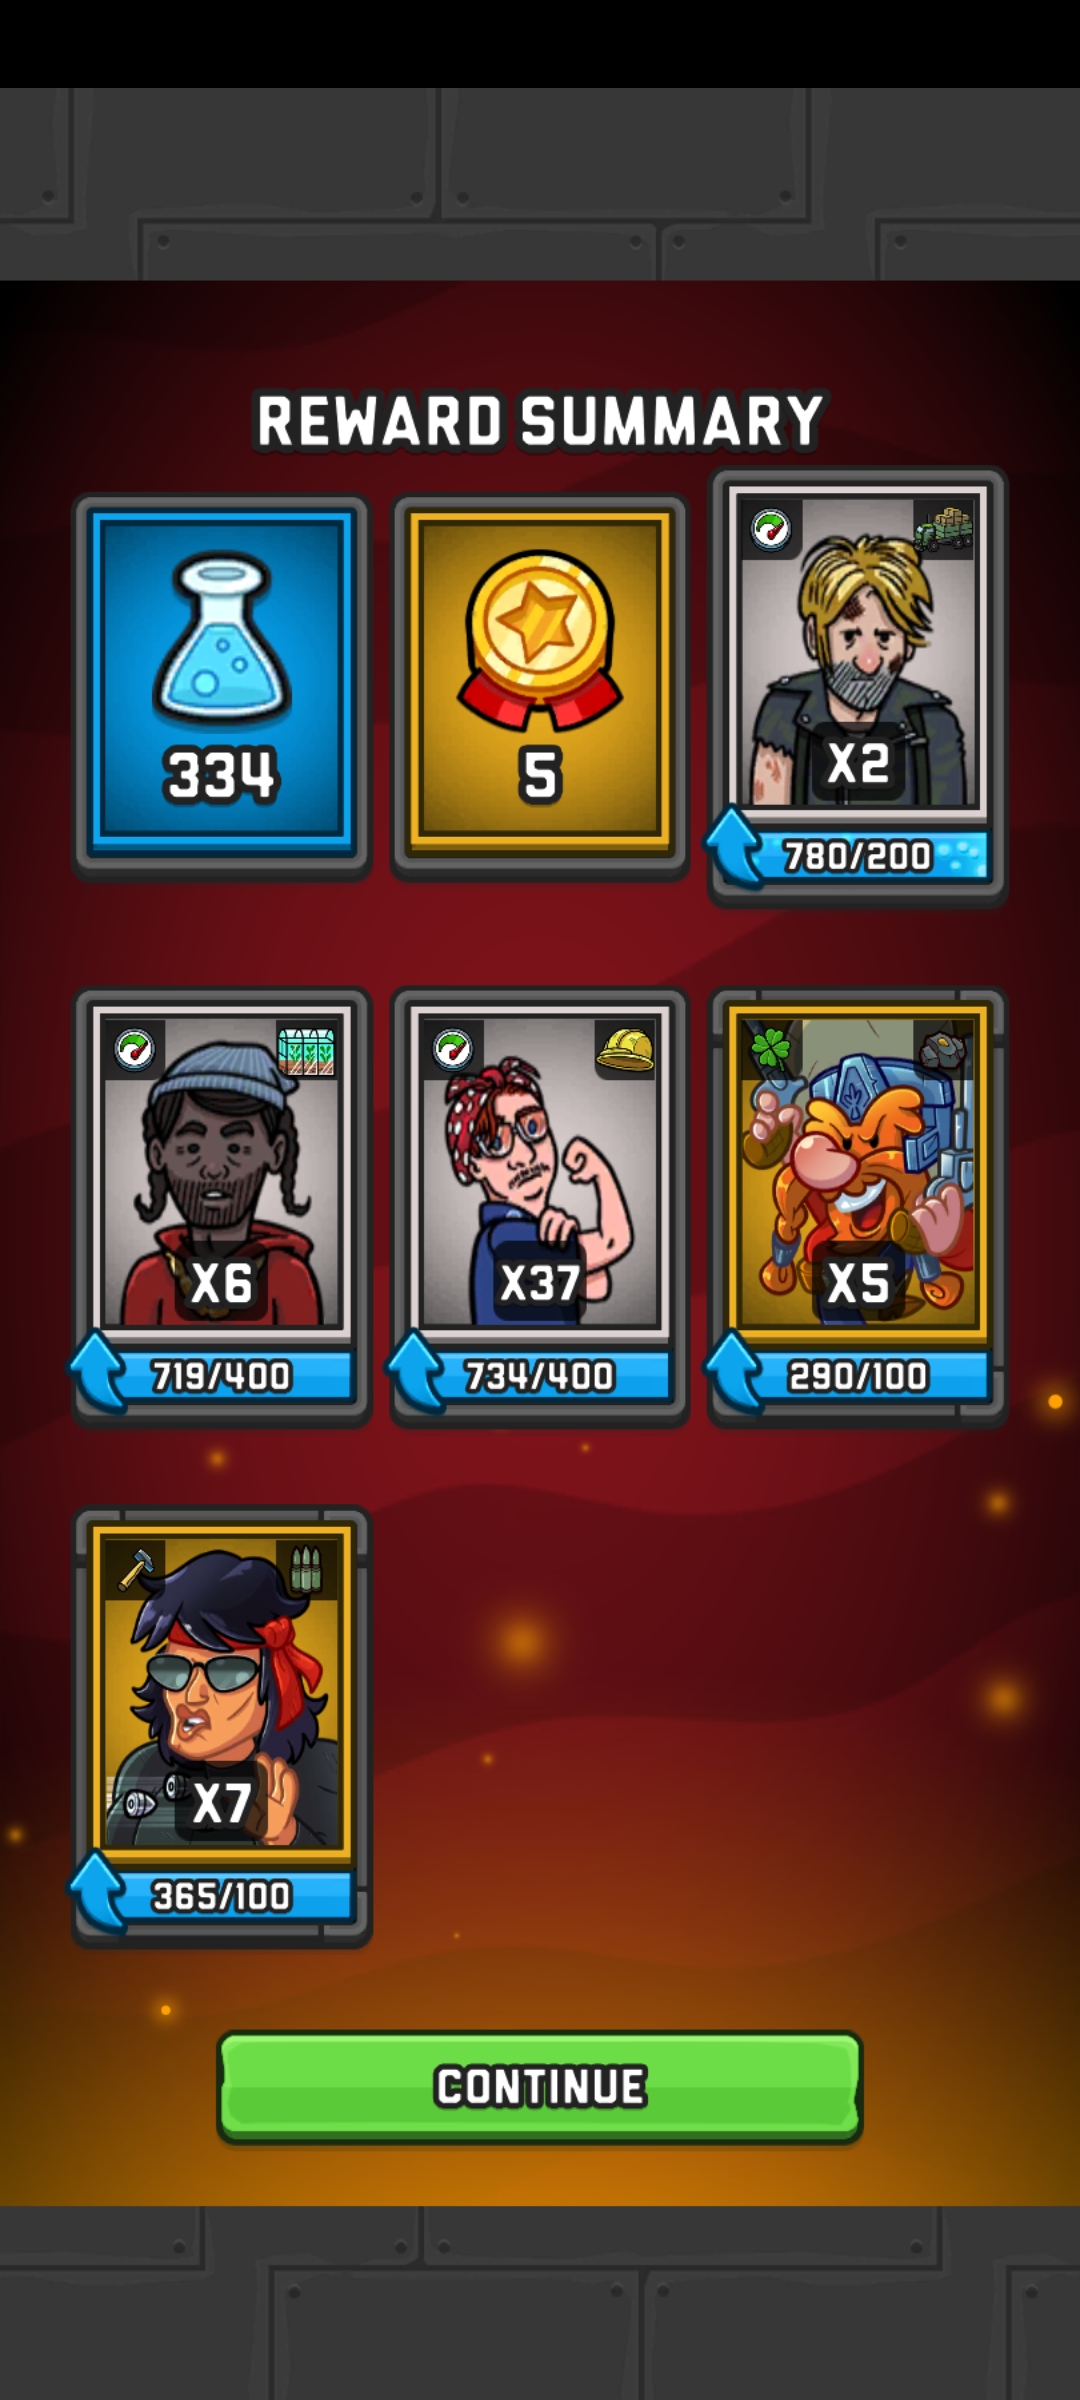 REWARD SUMMARY
334
5
X2
780/200
X6
719/400
X37
734/400
X5
290/100
X7
365/100
CONTINUE